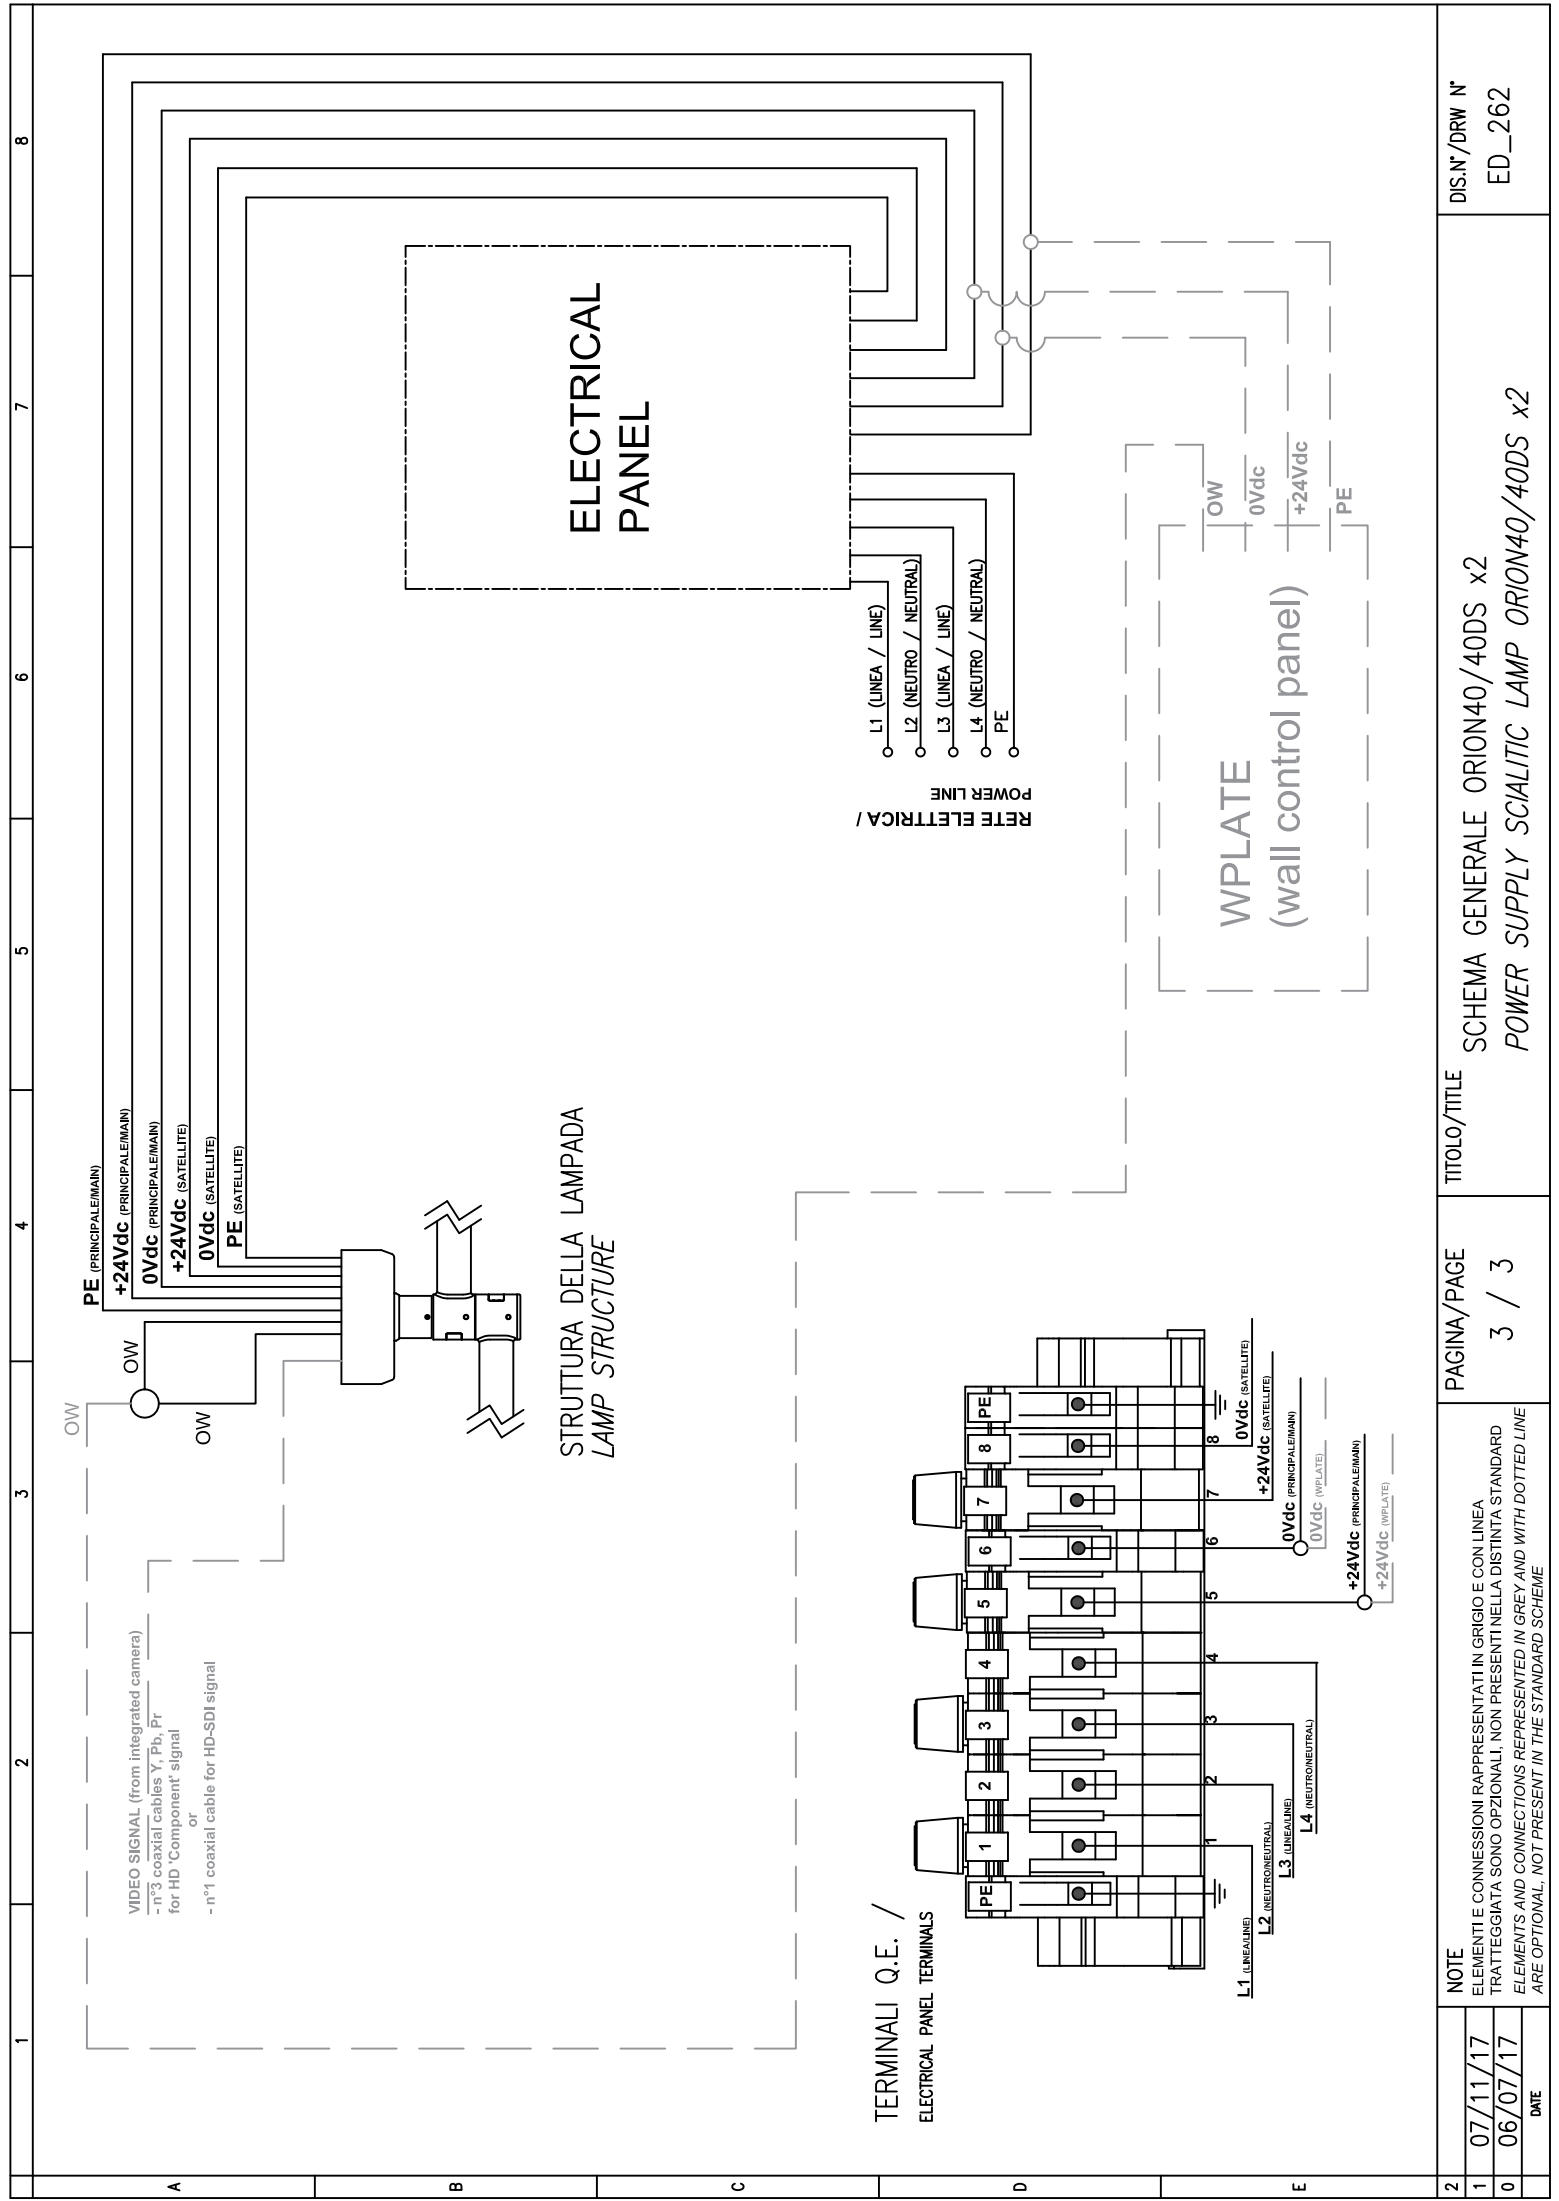 1
2
3
4
5
6
7
8
A
B
C
D
E
OW
OW
OW
PE (PRINCIPALE/MAIN)
+24Vdc (PRINCIPALE/MAIN)
0Vdc (PRINCIPALE/MAIN)
+24Vdc (SATELLITE)
0Vdc (SATELLITE)
PE (SATELLITE)
VIDEO SIGNAL (from integrated camera)
- n°3 coaxial cables Y, Pb, Pr
for HD 'Component' signal
or
- n°1 coaxial cable for HD-SDI signal
STRUTTURA DELLA LAMPADA
LAMP STRUCTURE
ELECTRICAL
PANEL
L1 (LINEA / LINE)
L2 (NEUTRO / NEUTRAL)
L3 (LINEA / LINE)
L4 (NEUTRO / NEUTRAL)
PE
RETE ELETTRICA /
POWER LINE
OW
0Vdc
+24Vdc
PE
WPLATE
(wall control panel)
TERMINALI Q.E. /
ELECTRICAL PANEL TERMINALS
PE
1
2
3
4
5
6
7
8
PE
1
2
3
4
5
6
7
8
L1 (LINEA/LINE)
L2 (NEUTRO/NEUTRAL)
L3 (LINEA/LINE)
L4 (NEUTRO/NEUTRAL)
0Vdc (SATELLITE)
+24Vdc (SATELLITE)
0Vdc (PRINCIPALE/MAIN)
0Vdc (WPLATE)
+24Vdc (PRINCIPALE/MAIN)
+24Vdc (WPLATE)
2
1 07/11/17
0 06/07/17
DATE
NOTE
ELEMENTI E CONNESSIONI RAPPRESENTATI IN GRIGIO E CON LINEA
TRATTEGGIATA SONO OPZIONALI, NON PRESENTI NELLA DISTINTA STANDARD
ELEMENTS AND CONNECTIONS REPRESENTED IN GREY AND WITH DOTTED LINE
ARE OPTIONAL, NOT PRESENT IN THE STANDARD SCHEME
PAGINA/PAGE
3 / 3
TITOLO/TITLE
SCHEMA GENERALE ORION40/40DS x2
POWER SUPPLY SCIALITIC LAMP ORION40/40DS x2
DIS.N°/DRW N°
ED_262